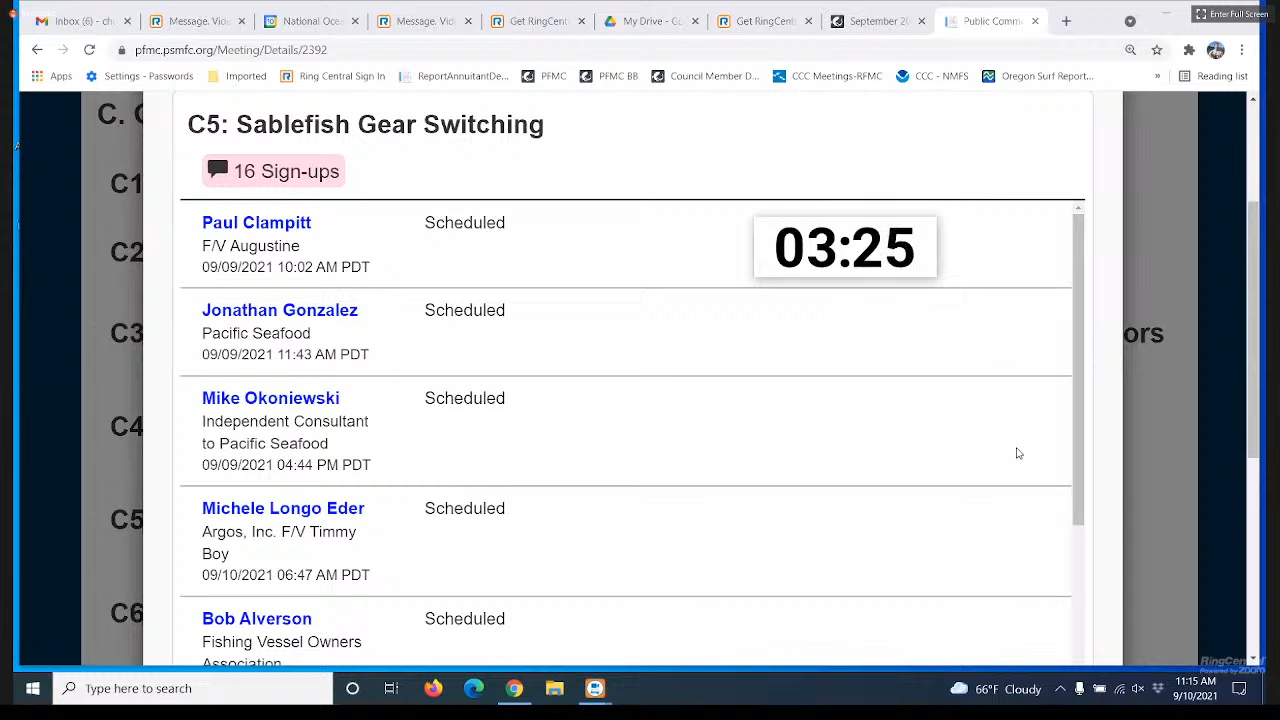 Inbox (6) - ch
Message. Vid
National Oce
Message. Vid
Get RingCent
My Drive - Go
Get RingCent
September 20
Public Comm
Enter Full Screen
pfmc.psmfc.org/Meeting/Details/2392
Apps
Settings - Passwords
Imported
Ring Central Sign In
ReportAnnuitantDe...
PFMC
PFMC BB
Council Member D...
CCC Meetings-RFMC
CCC - NMFS
Oregon Surf Report...
»
Reading list
C. C
C1
C2
C3
C4
C5
C6
ors
C5: Sablefish Gear Switching
16 Sign-ups
Paul Clampitt
Scheduled
F/V Augustine
09/09/2021 10:02 AM PDT
03:25
Jonathan Gonzalez
Scheduled
Pacific Seafood
09/09/2021 11:43 AM PDT
Mike Okoniewski
Scheduled
Independent Consultant
to Pacific Seafood
09/09/2021 04:44 PM PDT
Michele Longo Eder
Scheduled
Argos, Inc. F/V Timmy
Boy
09/10/2021 06:47 AM PDT
Bob Alverson
Scheduled
Fishing Vessel Owners
Association
RingCentral
Powered by ZOOM
Type here to search
66°F Cloudy
11:15 AM
9/10/2021